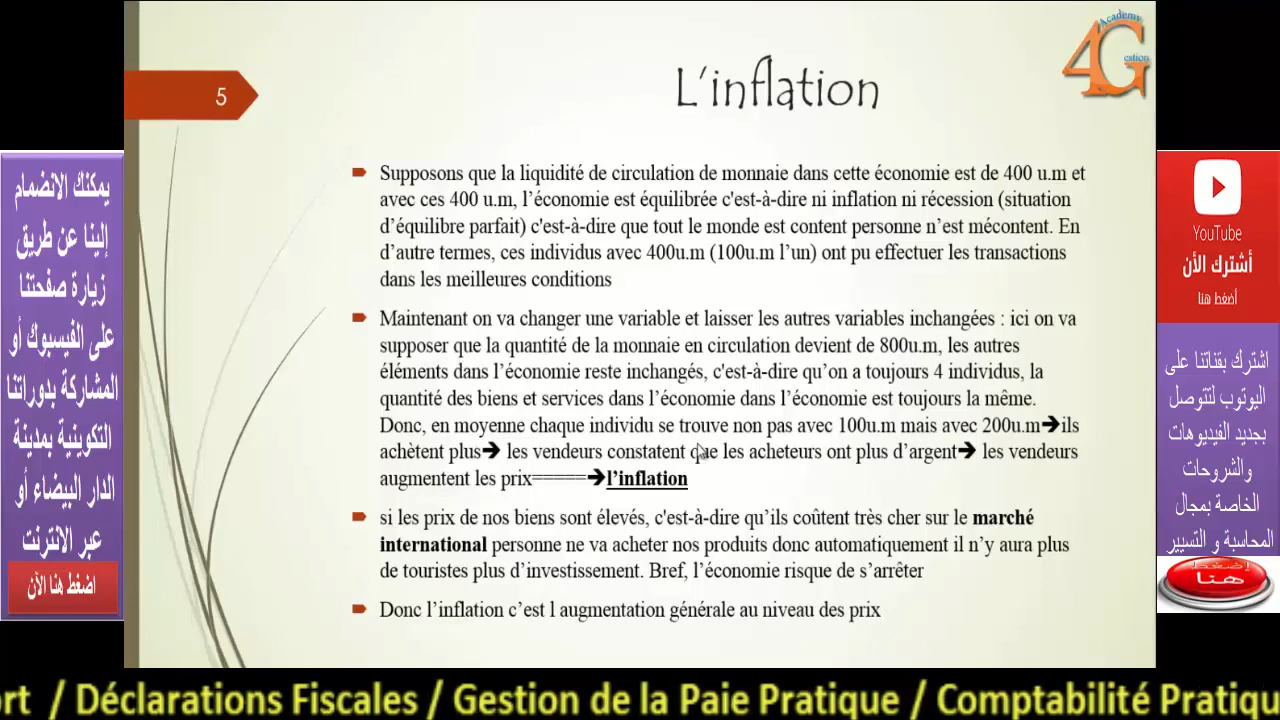 5
L'inflation
4G
Academy
estion
Supposons que la liquidité de circulation de monnaie dans cette économie est de 400 u.m et
avec ces 400 u.m, l'économie est équilibrée c'est-à-dire ni inflation ni récession (situation
d'équilibre parfait) c'est-à-dire que tout le monde est content personne n'est mécontent. En
d'autre termes, ces individus avec 400u.m (100u.m l'un) ont pu effectuer les transactions
dans les meilleures conditions
Maintenant on va changer une variable et laisser les autres variables inchangées : ici on va
supposer que la quantité de la monnaie en circulation devient de 800u.m, les autres
éléments dans l'économie reste inchangés, c'est-à-dire qu'on a toujours 4 individus, la
quantité des biens et services dans l'économie dans l'économie est toujours la même.
Donc, en moyenne chaque individu se trouve non pas avec 100u.m mais avec 200u.m➔ils
achètent plus➔ les vendeurs constatent que les acheteurs ont plus d'argent➔ les vendeurs
augmentent les prix=====➔l'inflation
si les prix de nos biens sont élevés, c'est-à-dire qu'ils coûtent très cher sur le marché
international personne ne va acheter nos produits donc automatiquement il n'y aura plus
de touristes plus d'investissement. Bref, l'économie risque de s'arrêter
Donc l'inflation c'est l augmentation générale au niveau des prix
يمكنك الانضمام
إلينا عن طريق
زيارة صفحتنا
على الفيسبوك أو
المشاركة بدوراتنا
التكوينية بمدينة
الدار البيضاء أو
عبر الانترنت
اضغط هنا الآن
YouTube
أشترك الأن
أضغط هنا
اشترك بقناتنا على
اليوتوب لتتوصل
بجديد الفيديوهات
والشروحات
الخاصة بمجال
المحاسبة و التسيير
إضغط
هنا
ort / Déclarations Fiscales / Gestion de la Paie Pratique / Comptabilité Pratiqu